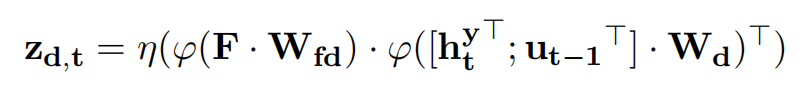 z_{d,t} = η(φ(F · W_{fd}) · φ([h_t^{y⊤}; u_{t−1}^⊤] · W_d)^⊤)